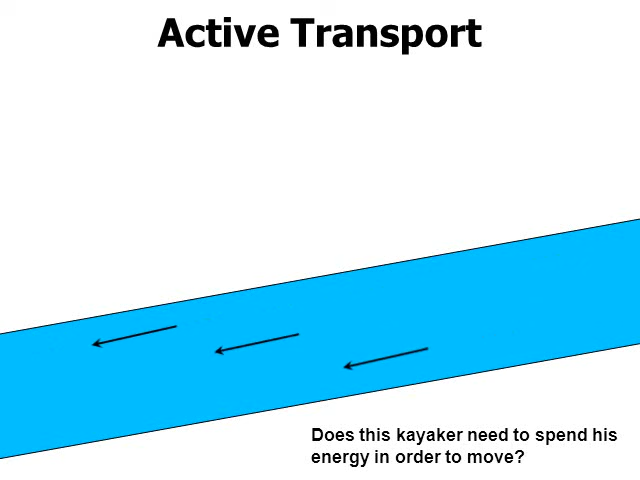 Active Transport
Does this kayaker need to spend his
energy in order to move?